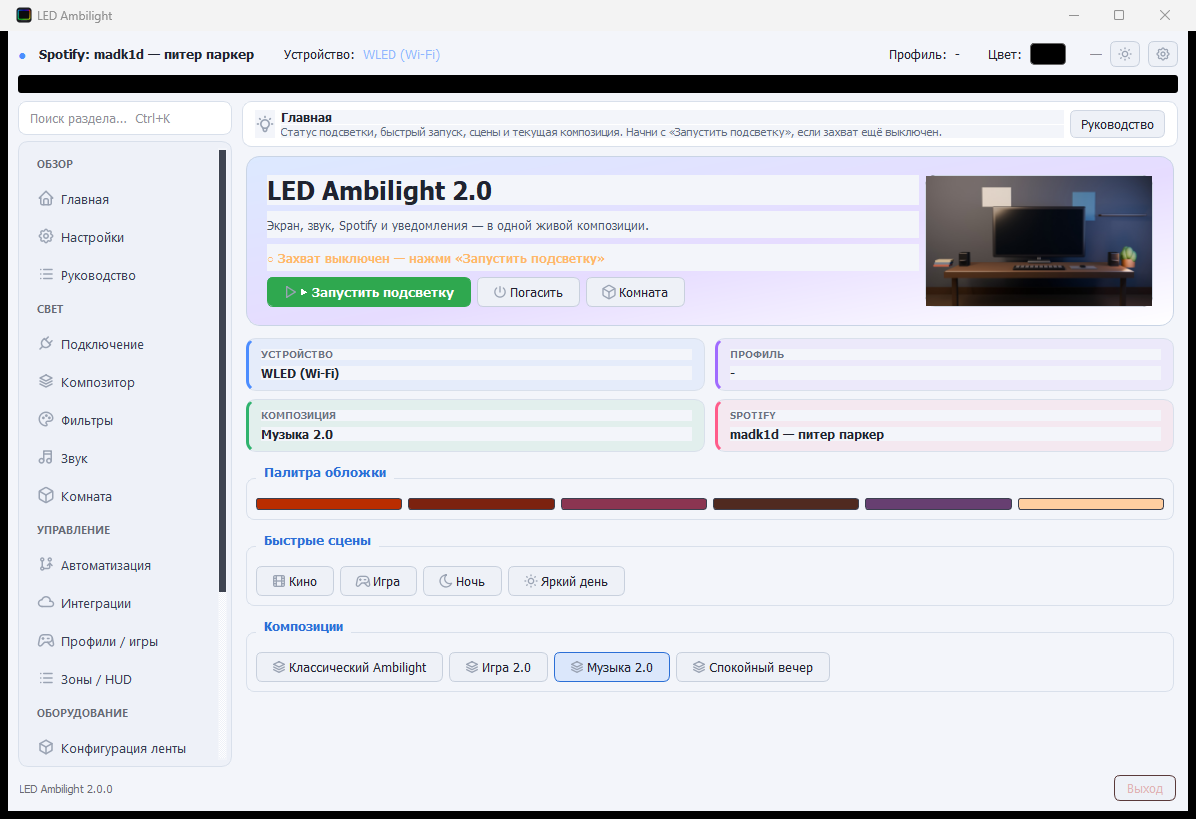 LED Ambilight
Spotify: madk1d — питер паркер
Устройство: WLED (Wi-Fi)
Профиль: -
Цвет:
—
Поиск раздела... Ctrl+K
ОБЗОР
Главная
Настройки
Руководство
СВЕТ
Подключение
Композитор
Фильтры
Звук
Комната
УПРАВЛЕНИЕ
Автоматизация
Интеграции
Профили / игры
Зоны / HUD
ОБОРУДОВАНИЕ
Конфигурация ленты
Главная
Статус подсветки, быстрый запуск, сцены и текущая композиция. Начни с «Запустить подсветку», если захват ещё выключен.
Руководство
LED Ambilight 2.0
Экран, звук, Spotify и уведомления — в одной живой композиции.
○ Захват выключен — нажми «Запустить подсветку»
▸ Запустить подсветку
Погасить
Комната
УСТРОЙСТВО
WLED (Wi-Fi)
ПРОФИЛЬ
-
КОМПОЗИЦИЯ
Музыка 2.0
SPOTIFY
madk1d — питер паркер
Палитра обложки
Быстрые сцены
Кино
Игра
Ночь
Яркий день
Композиции
Классический Ambilight
Игра 2.0
Музыка 2.0
Спокойный вечер
LED Ambilight 2.0.0
Выход